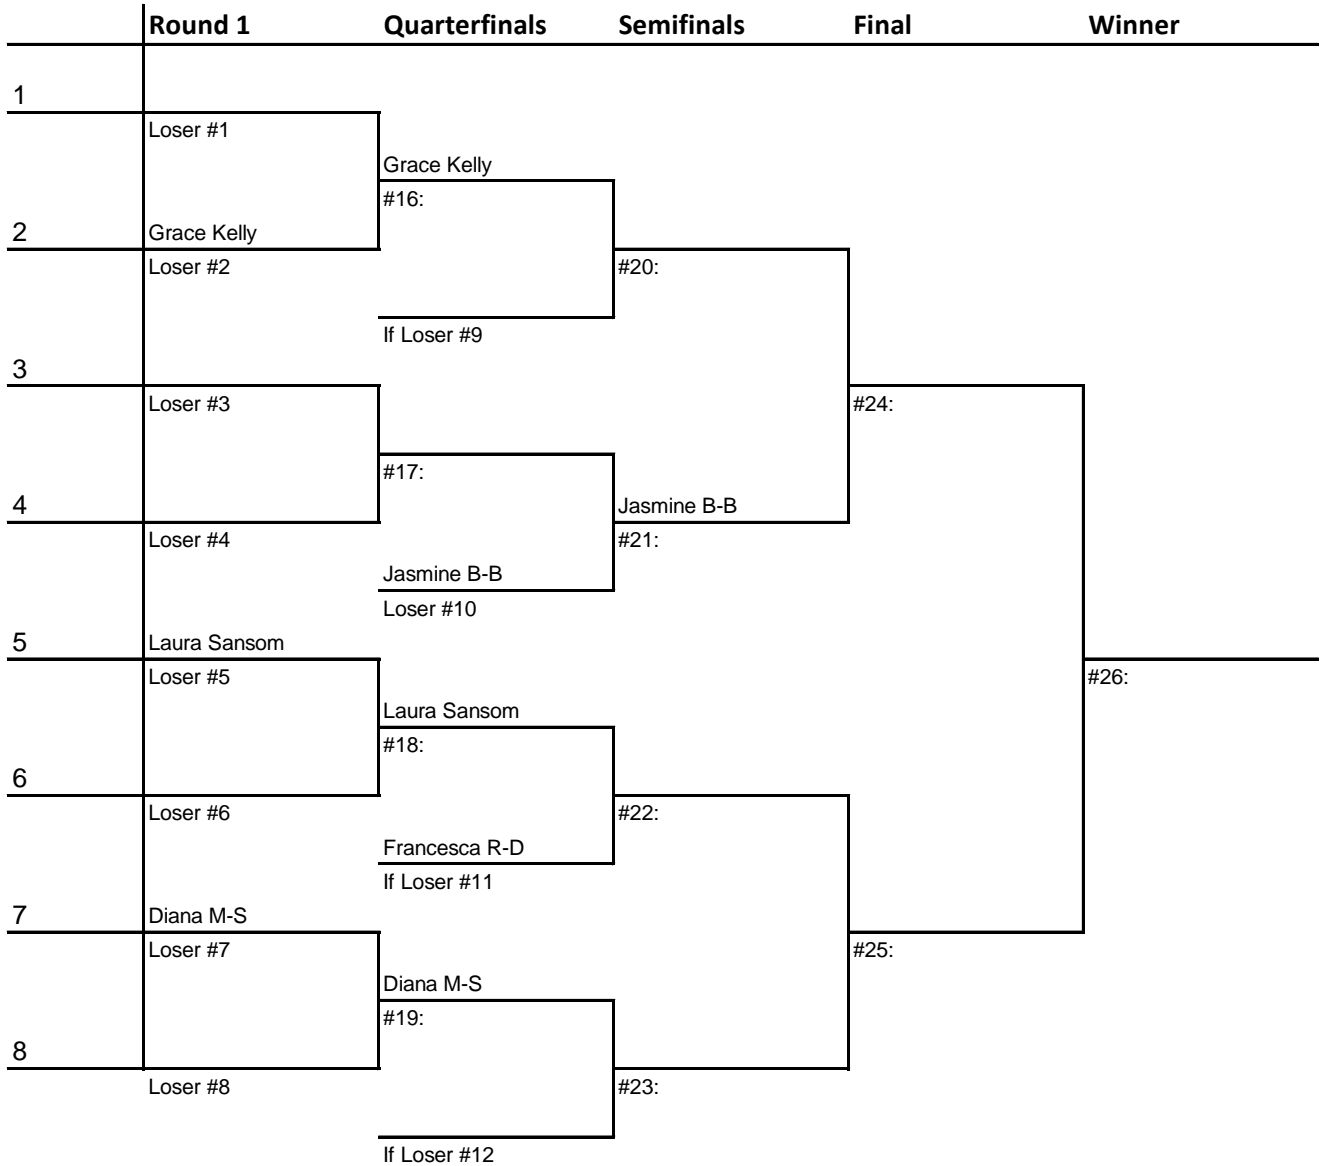 Round 1 Quarterfinals Semifinals Final Winner
1
Loser #1
Grace Kelly
#16:
2 Grace Kelly
Loser #2 #20:
If Loser #9
3
Loser #3 #24:
#17:
4 Jasmine B-B
Loser #4 #21:
Jasmine B-B
Loser #10
5 Laura Sansom
Loser #5 #26:
Laura Sansom
#18:
6
Loser #6 #22:
Francesca R-D
If Loser #11
7 Diana M-S
Loser #7 #25:
Diana M-S
#19:
8
Loser #8 #23:
If Loser #12